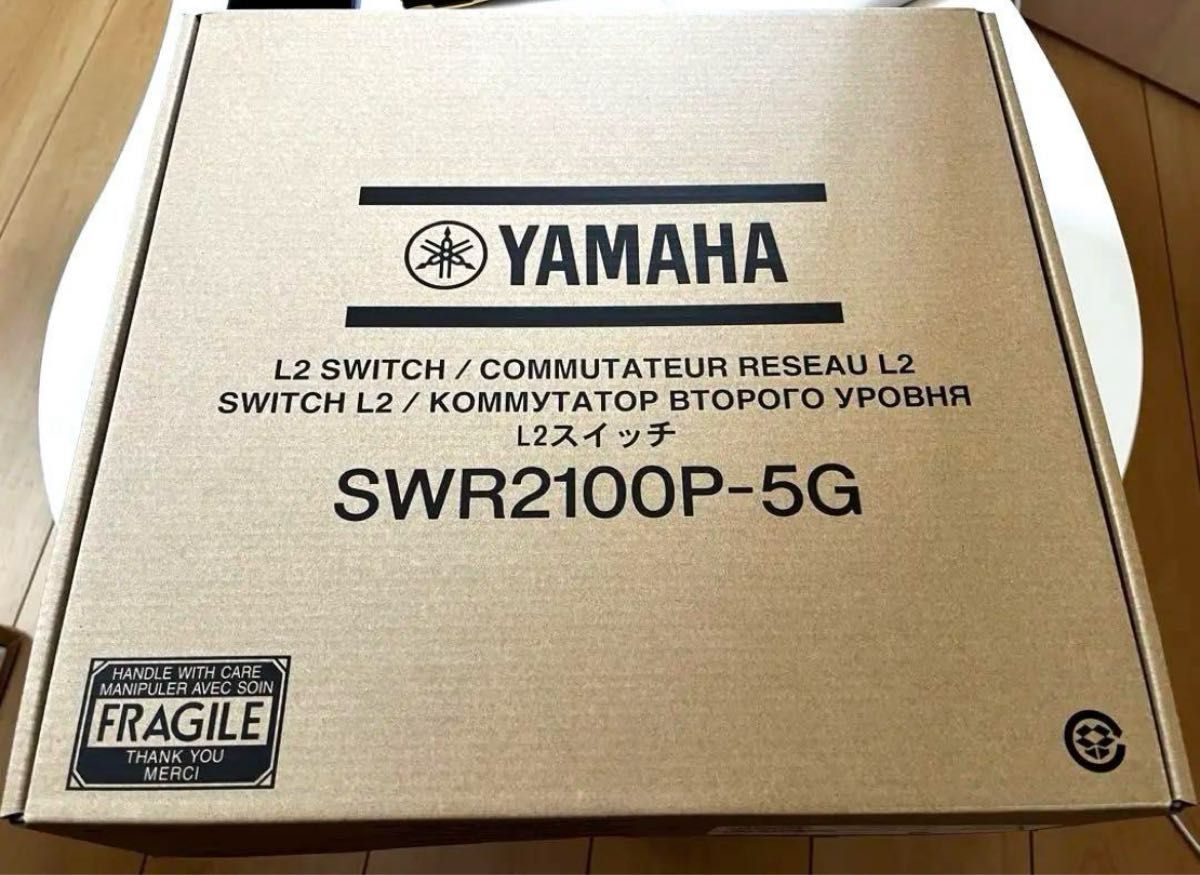 YAMAHA
L2 SWITCH / COMMUTATEUR RESEAU L2
SWITCH L2 / КОММУТАТОР ВТОРОГО УРОВНЯ
L2スイッチ
SWR2100P-5G
HANDLE WITH CARE
MANIPULER AVEC SOIN
FRAGILE
THANK YOU
MERCI